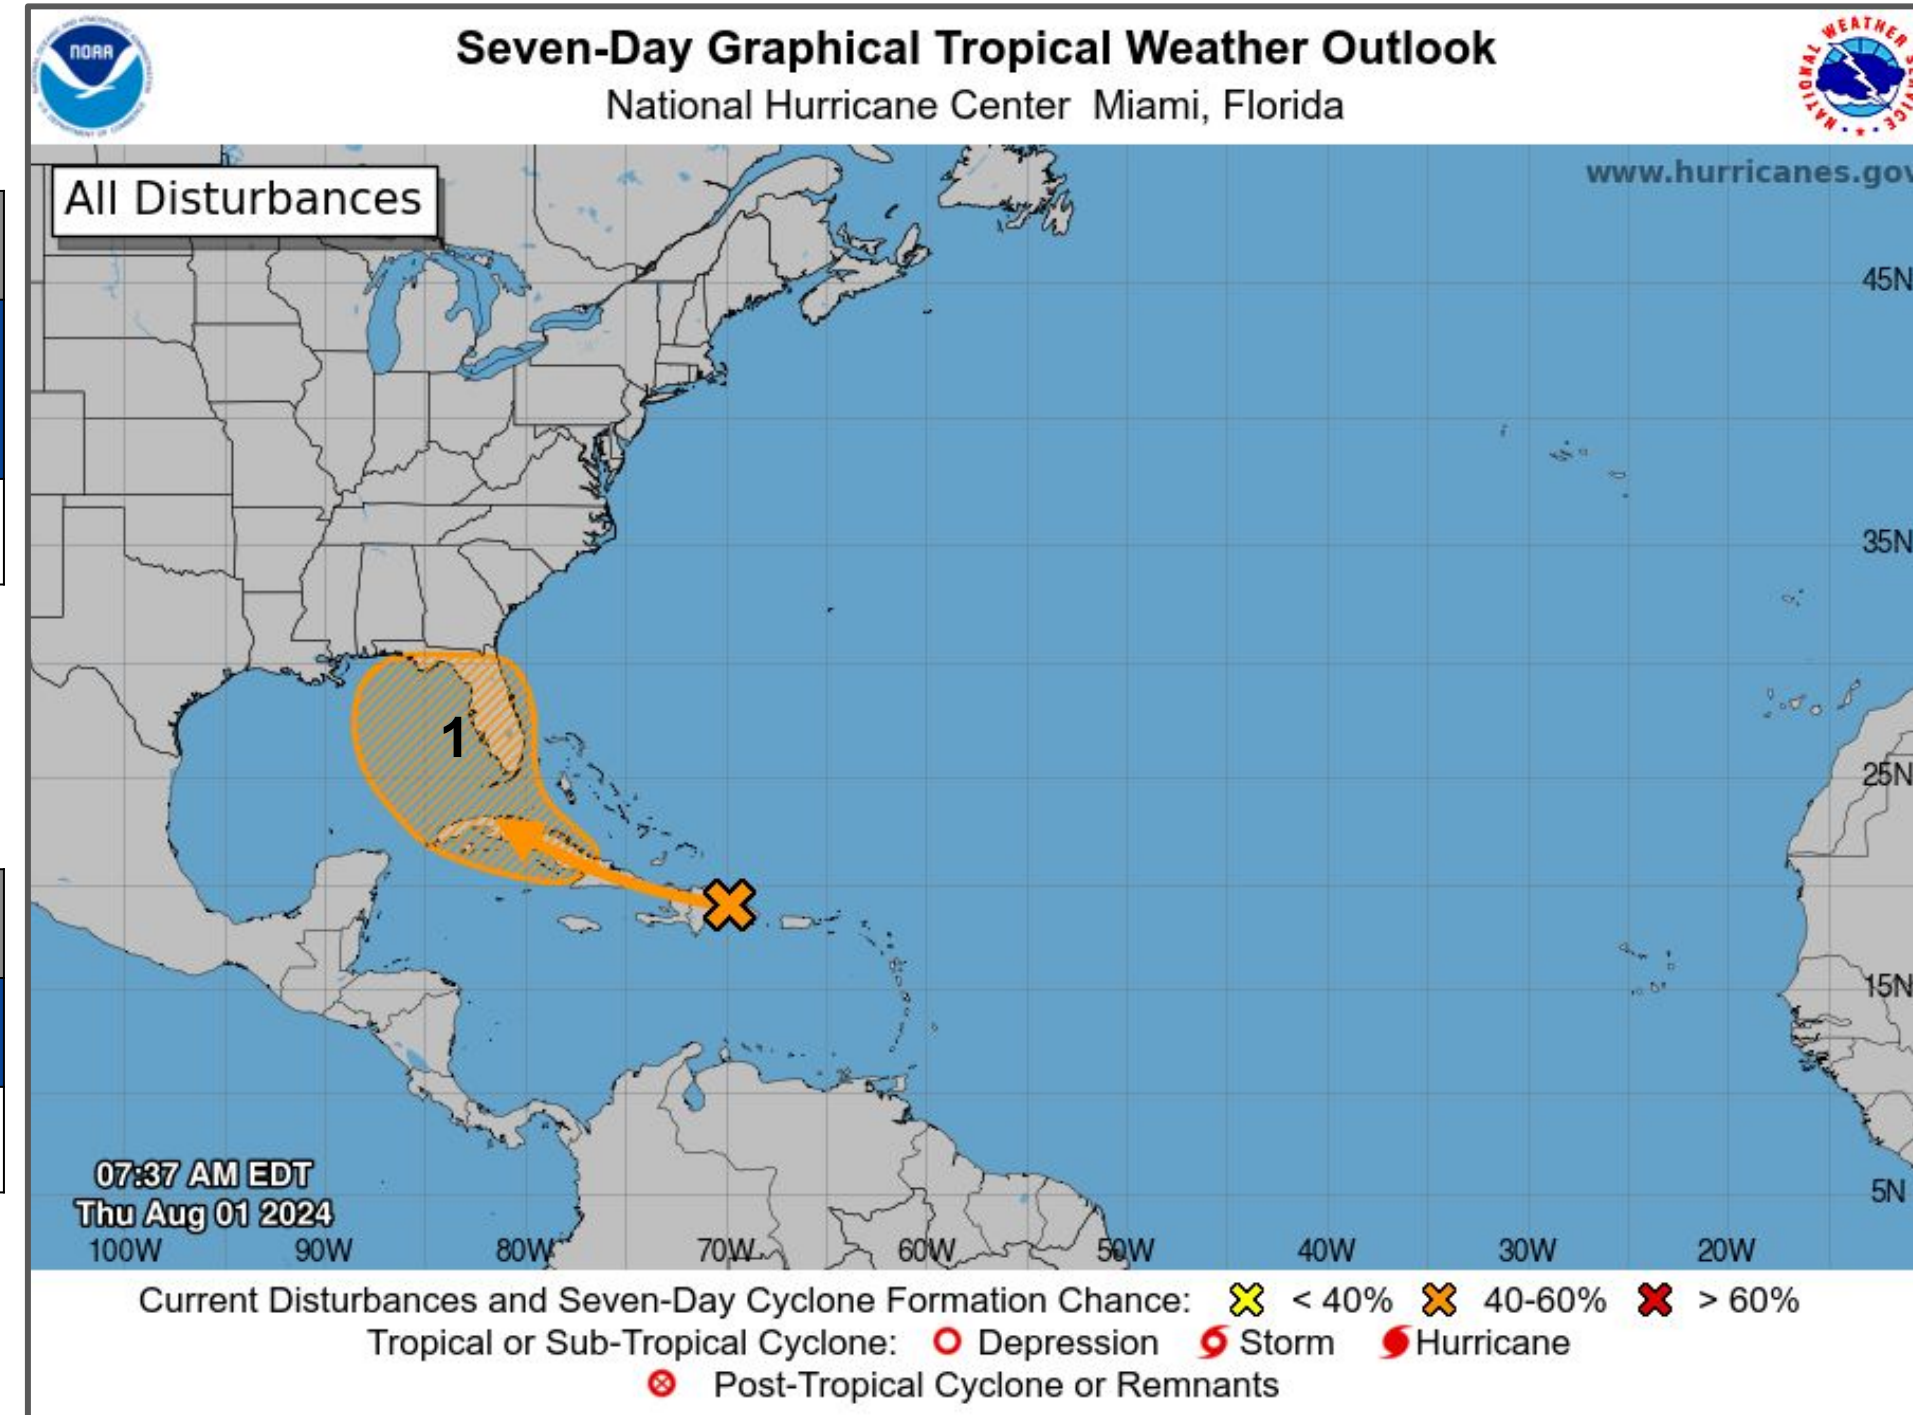 Seven-Day Graphical Tropical Weather Outlook
National Hurricane Center Miami, Florida
NOAA
All Disturbances
www.hurricanes.gov
45N
35N
1
25N
15N
5N
07:37 AM EDT
Thu Aug 01 2024
100W 90W 80W 70W 60W 50W 40W 30W 20W
Current Disturbances and Seven-Day Cyclone Formation Chance: < 40% 40-60% > 60%
Tropical or Sub-Tropical Cyclone: Depression Storm Hurricane
Post-Tropical Cyclone or Remnants